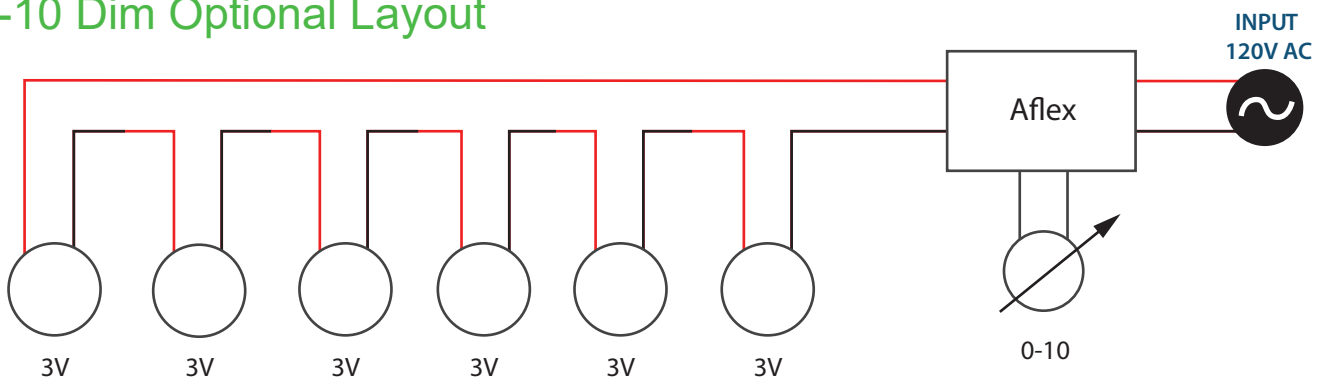 -10 Dim Optional Layout
INPUT
120V AC
Aflex
0-10
3V 3V 3V 3V 3V 3V